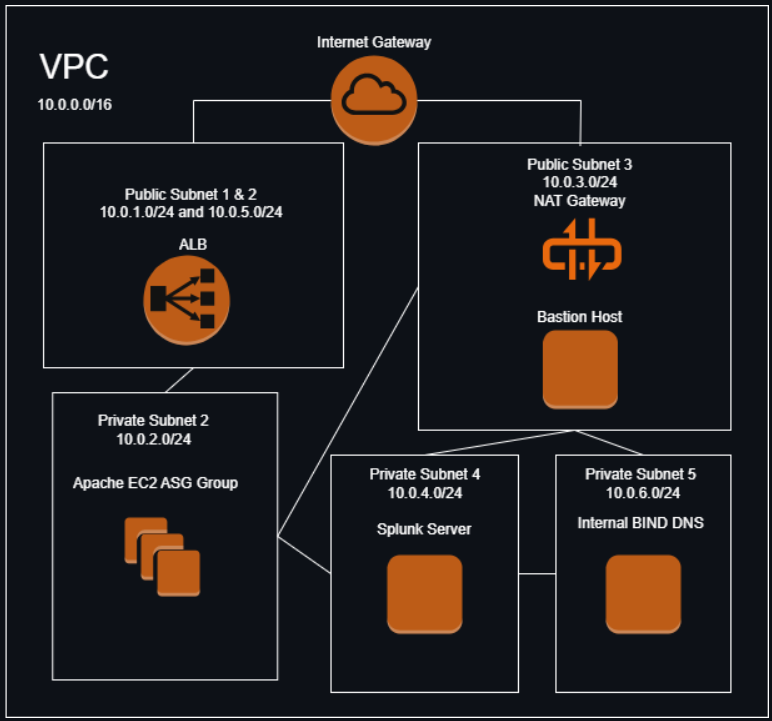 Internet Gateway
VPC
10.0.0.0/16
Public Subnet 1 & 2
10.0.1.0/24 and 10.0.5.0/24
ALB
Public Subnet 3
10.0.3.0/24
NAT Gateway
Bastion Host
Private Subnet 2
10.0.2.0/24
Apache EC2 ASG Group
Private Subnet 4
10.0.4.0/24
Splunk Server
Private Subnet 5
10.0.6.0/24
Internal BIND DNS